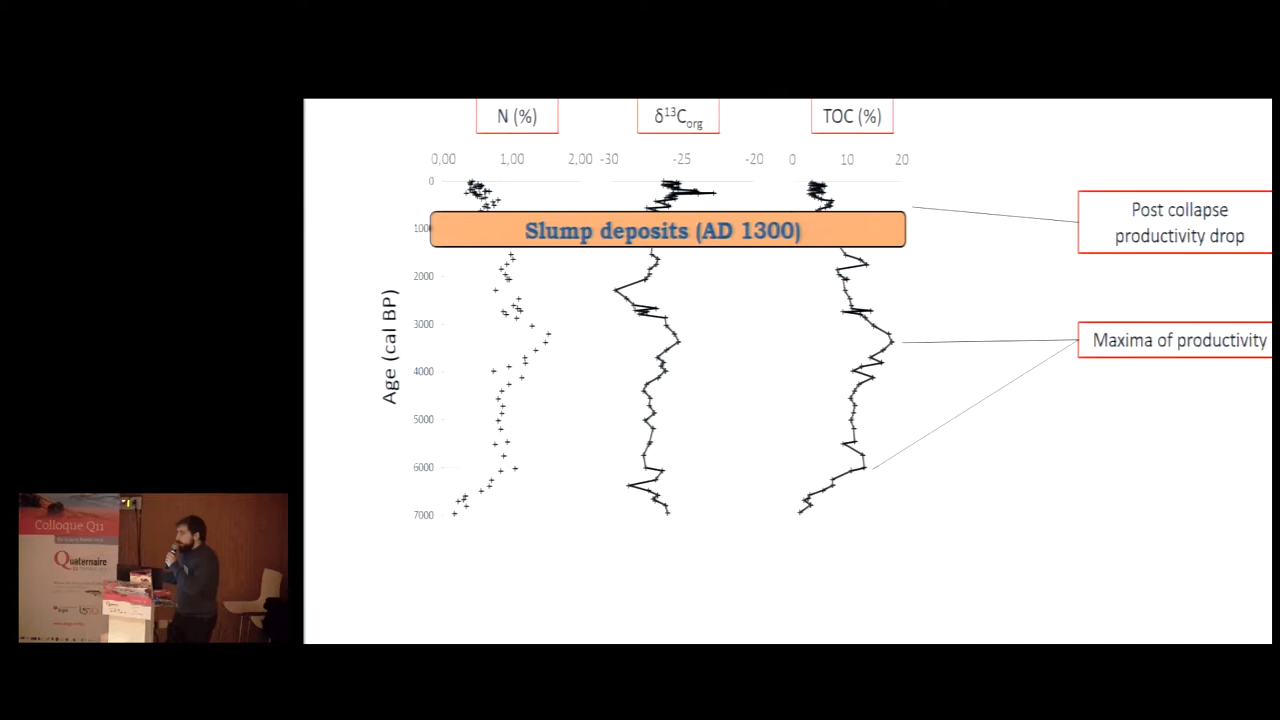 N (%)
δ¹³Corg
TOC (%)
0,00 1,00 2,00
-30 -25 -20
0 10 20
0
1000
2000
3000
4000
5000
6000
7000
Age (cal BP)
Slump deposits (AD 1300)
Post collapse
productivity drop
Maxima of productivity
Colloque Q11
Quaternaire